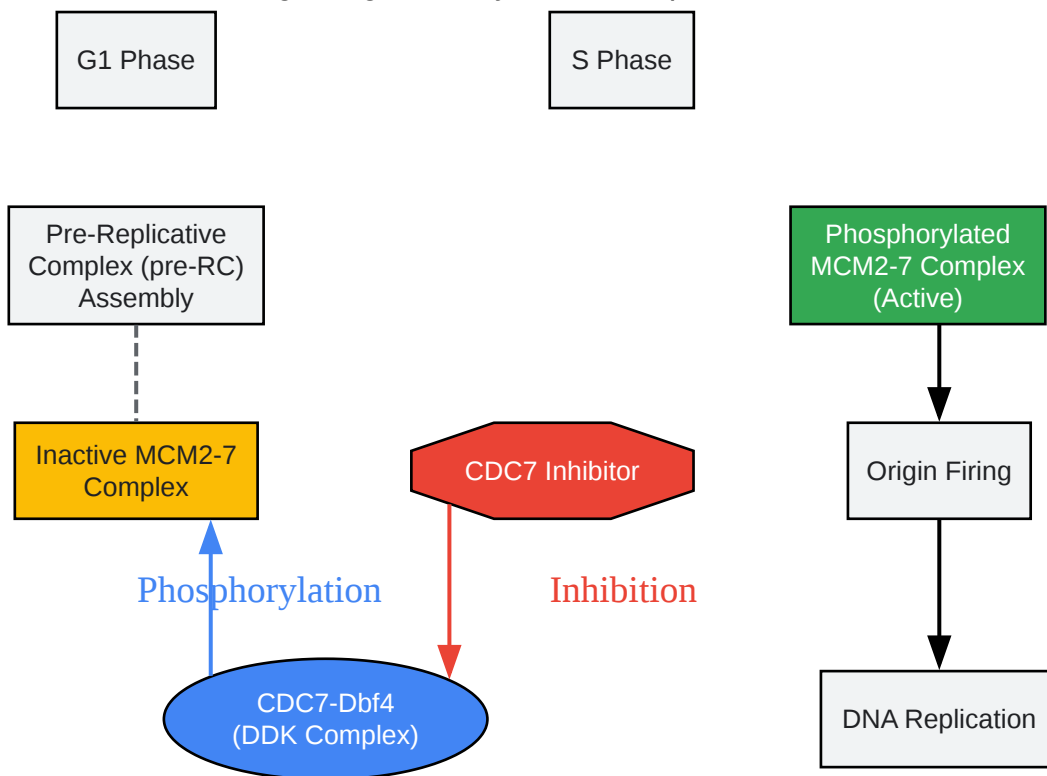 G1 Phase
S Phase
Pre-Replicative
Complex (pre-RC)
Assembly
Phosphorylated
MCM2-7 Complex
(Active)
Inactive MCM2-7
Complex
CDC7 Inhibitor
Origin Firing
Phosphorylation
Inhibition
CDC7-Dbf4
(DDK Complex)
DNA Replication